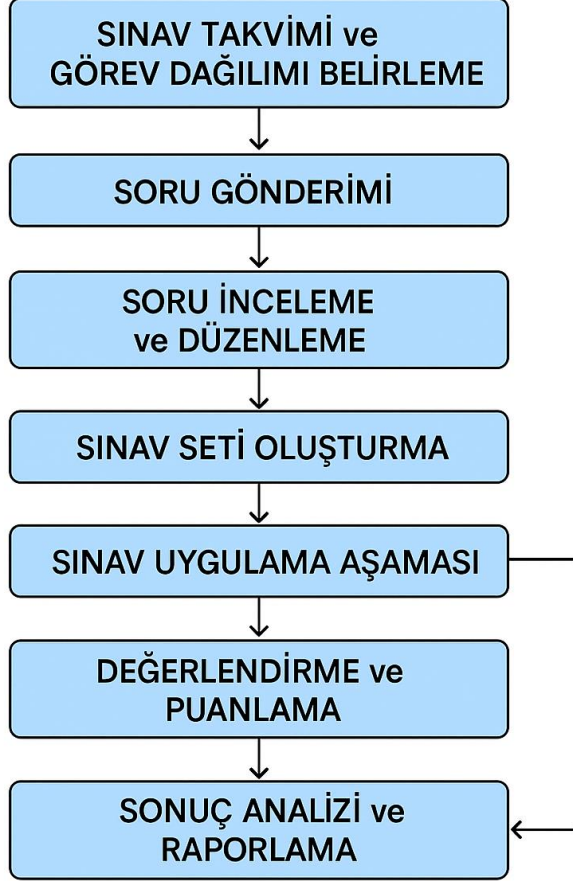 SINAV TAKVİMİ ve
GÖREV DAĞILIMI BELİRLEME
SORU GÖNDERİMİ
SORU İNCELEME
ve DÜZENLEME
SINAV SETİ OLUŞTURMA
SINAV UYGULAMA AŞAMASI
DEĞERLENDİRME ve
PUANLAMA
SONUÇ ANALİZİ ve
RAPORLAMA